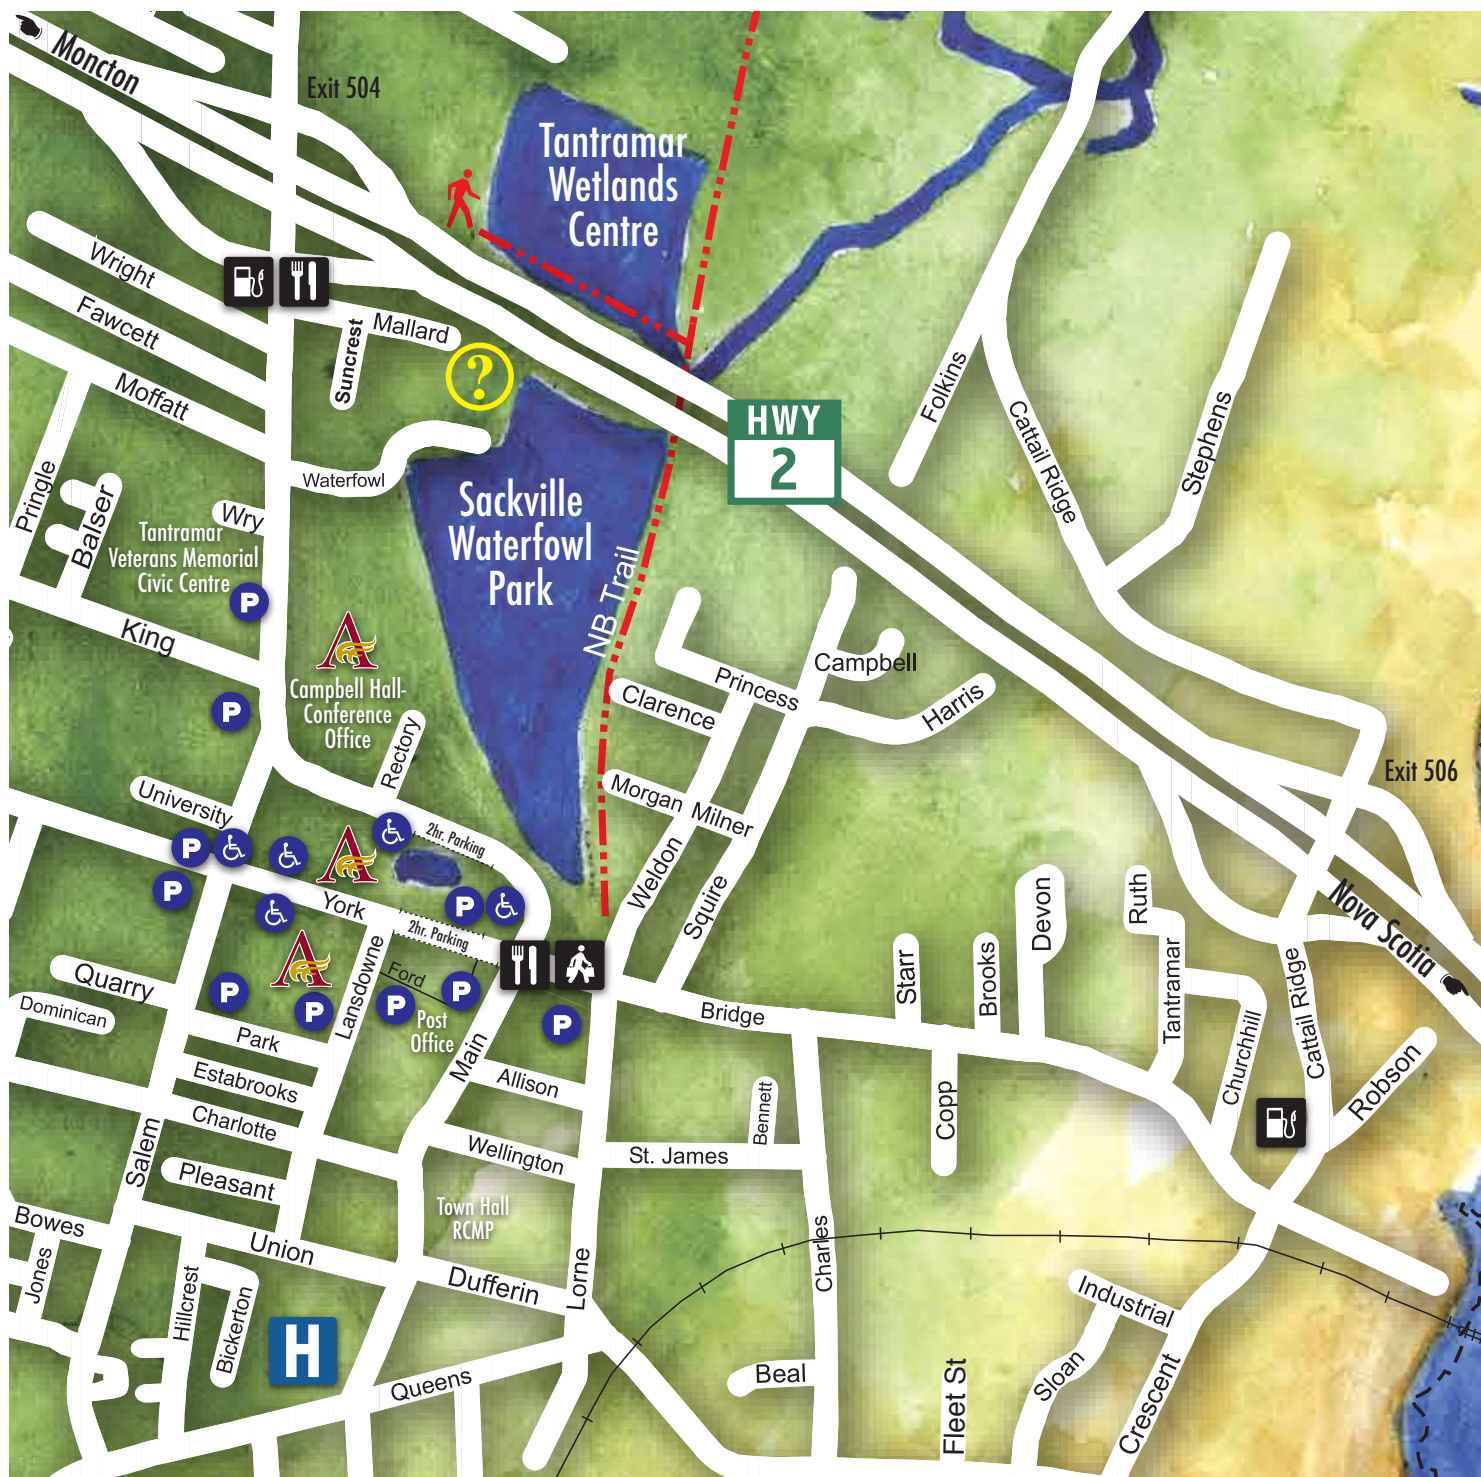 Moncton
Exit 504
Tantramar
Wetlands
Centre
Wright
Fawcett
Moffatt
Mallard
Suncrest
?
HWY
2
Folkins
Cattail Ridge
Stephens
Pringle
Balser
Waterfowl
Wry
Sackville
Waterfowl
Park
NB Trail
Tantramar
Veterans Memorial
Civic Centre
P
King
A
Campbell Hall-
Conference
Office
P
Rectory
Princess
Campbell
Harris
Clarence
Morgan
Milner
Weldon
Squire
Exit 506
Nova Scotia
University
2hr. Parking
P
A
P
York
P
2hr. Parking
A
Quarry
Dominican
Lansdowne
Ford
P
P
P
P
Post
Office
P
Main
Park
Estabrooks
Charlotte
Allison
Bridge
Starr
Brooks
Devon
Ruth
Tantramar
Churchill
Cattail Ridge
Robson
Copp
Bennett
Salem
Pleasant
Wellington
St. James
Town Hall
RCMP
Bowes
Union
Jones
Hillcrest
Bickerton
H
Dufferin
Lorne
Charles
Queens
Beal
Fleet St
Sloan
Industrial
Crescent